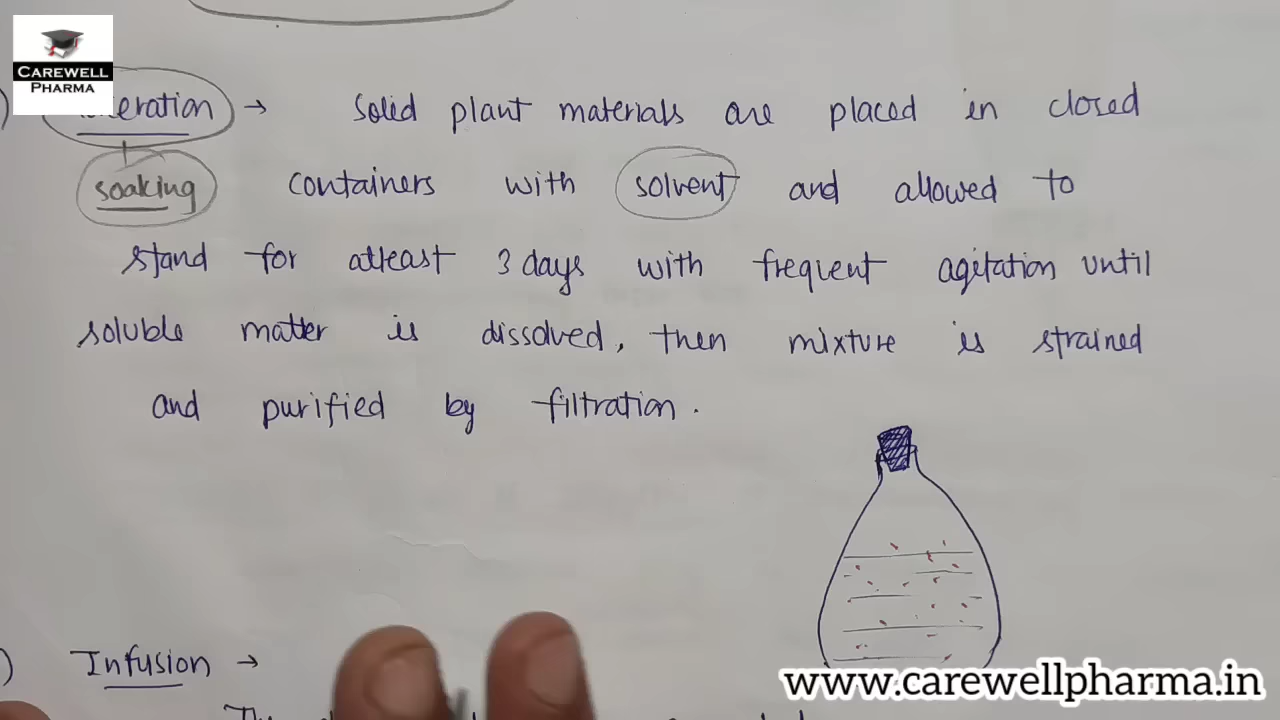 CAREWELL
PHARMA
) eration → solid plant materials are placed in closed
soaking containers with solvent and allowed to
stand for atleast 3 days with frequent agitation until
soluble matter is dissolved, then mixture is strained
and purified by filtration.
) Infusion →
www.carewellpharma.in